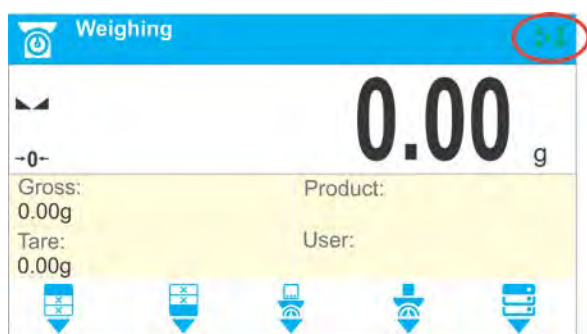 Weighing
→0←
0.00 g
Gross:
0.00g
Product:
Tare:
0.00g
User: